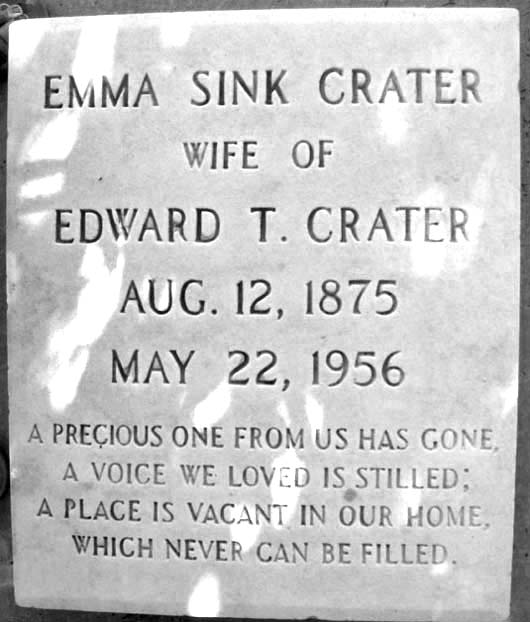 EMMA SINK CRATER
WIFE OF
EDWARD T. CRATER
AUG. 12, 1875
MAY 22, 1956
A PRECIOUS ONE FROM US HAS GONE,
A VOICE WE LOVED IS STILLED;
A PLACE IS VACANT IN OUR HOME,
WHICH NEVER CAN BE FILLED.